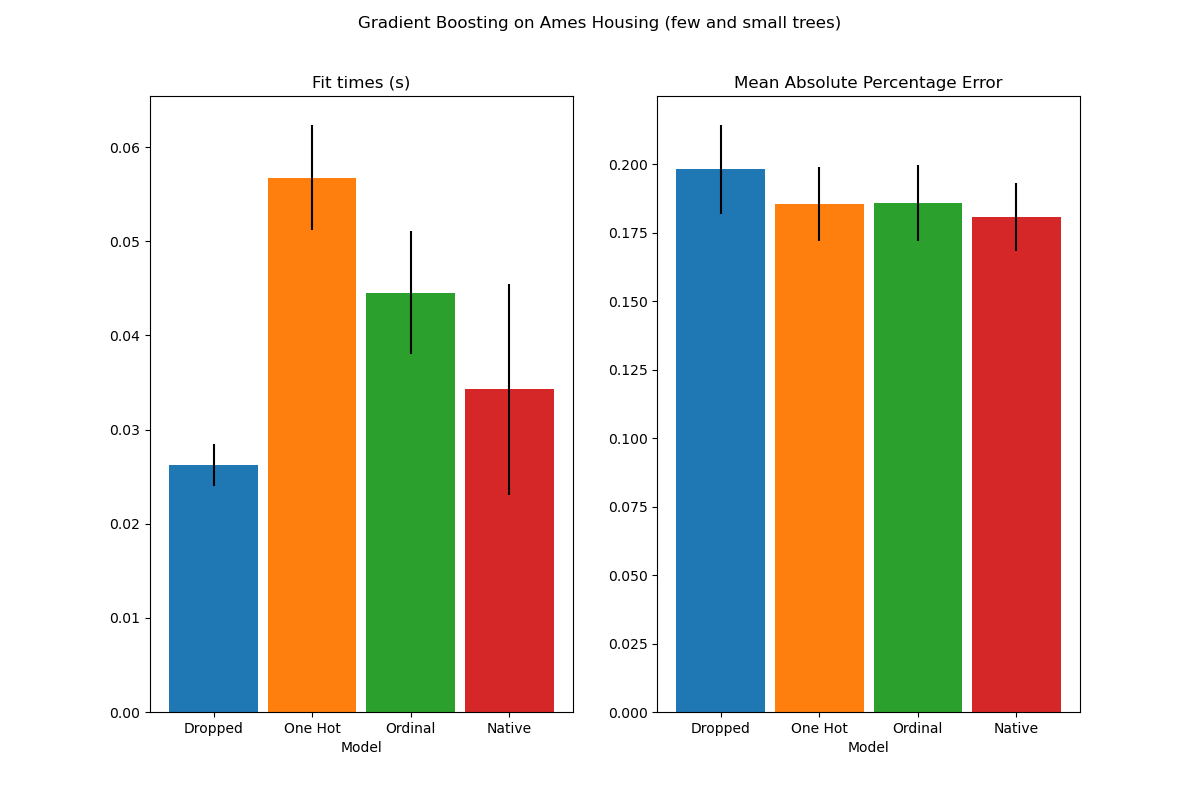 Gradient Boosting on Ames Housing (few and small trees)
Fit times (s)
0.06
0.05
0.04
0.03
0.02
0.01
0.00
Dropped One Hot Ordinal Native
Model
Mean Absolute Percentage Error
0.200
0.175
0.150
0.125
0.100
0.075
0.050
0.025
0.000
Dropped One Hot Ordinal Native
Model